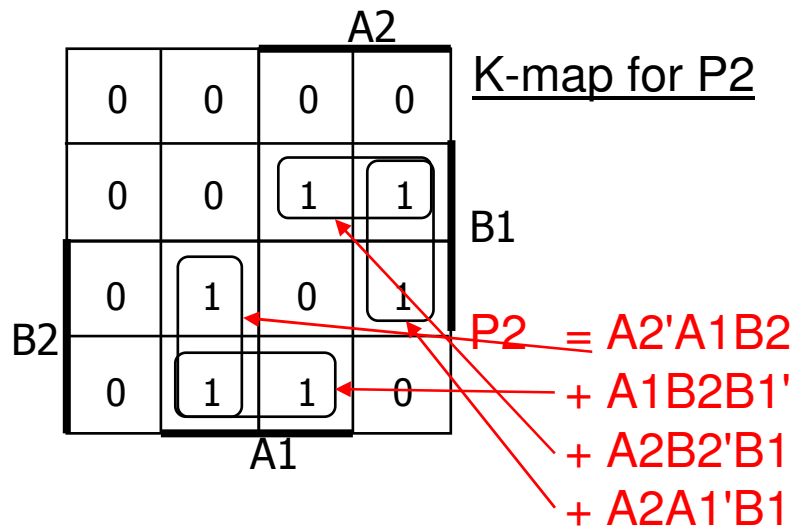 A2
K-map for P2
0 0 0 0
0 0 1 1
B1
0 1 0 1
B2
P2 = A2'A1B2
0 1 1 0
+ A1B2B1'
A1
+ A2B2'B1
+ A2A1'B1